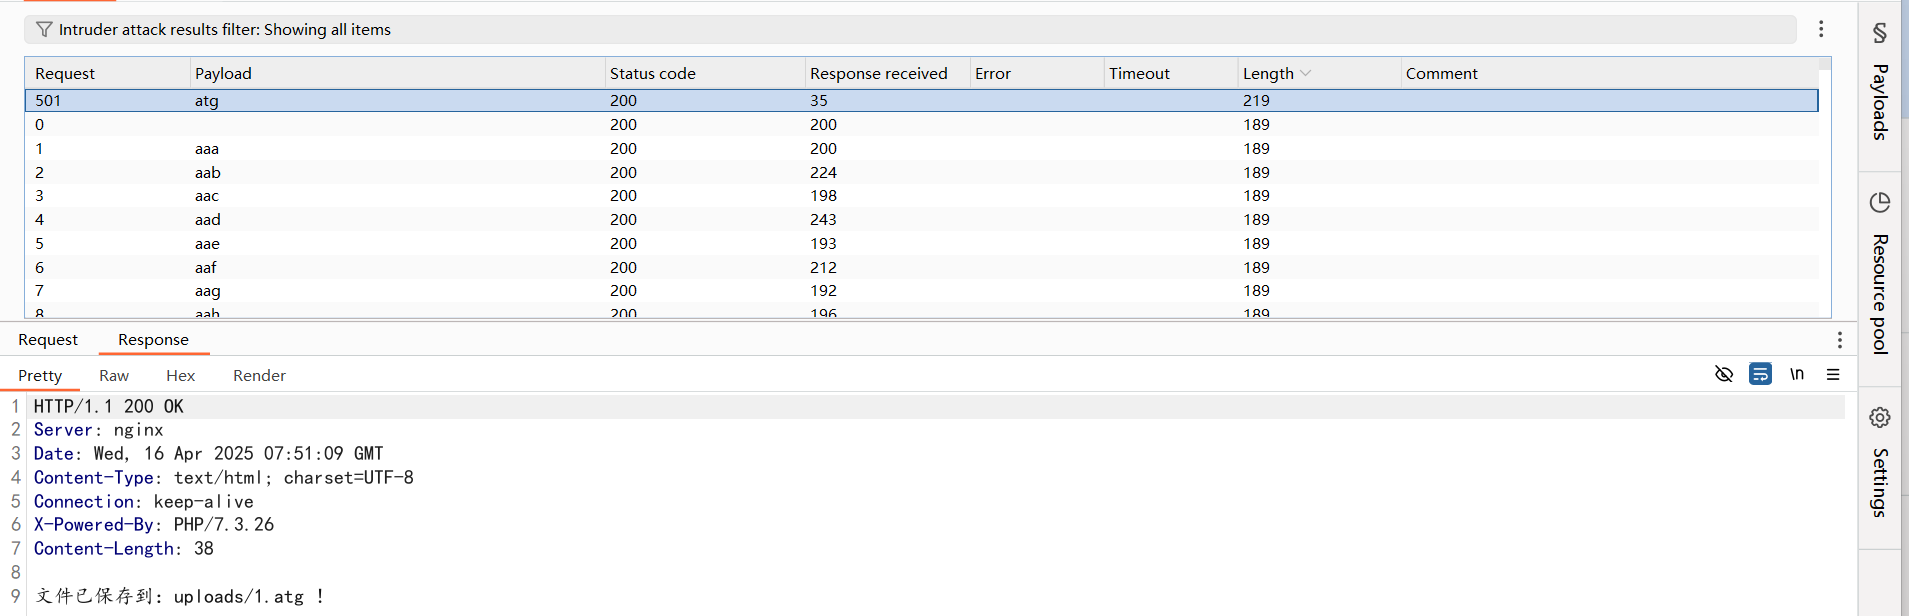 Intruder attack results filter: Showing all items
Request Payload Status code Response received Error Timeout Length Comment
501 atg 200 35 219
0 200 200 189
1 aaa 200 200 189
2 aab 200 224 189
3 aac 200 198 189
4 aad 200 243 189
5 aae 200 193 189
6 aaf 200 212 189
7 aag 200 192 189
8 aah 200 196 189
Request Response
Pretty Raw Hex Render
\n
1 HTTP/1.1 200 OK
2 Server: nginx
3 Date: Wed, 16 Apr 2025 07:51:09 GMT
4 Content-Type: text/html; charset=UTF-8
5 Connection: keep-alive
6 X-Powered-By: PHP/7.3.26
7 Content-Length: 38
8
9 文件已保存到: uploads/1.atg !
Payloads
Resource pool
Settings